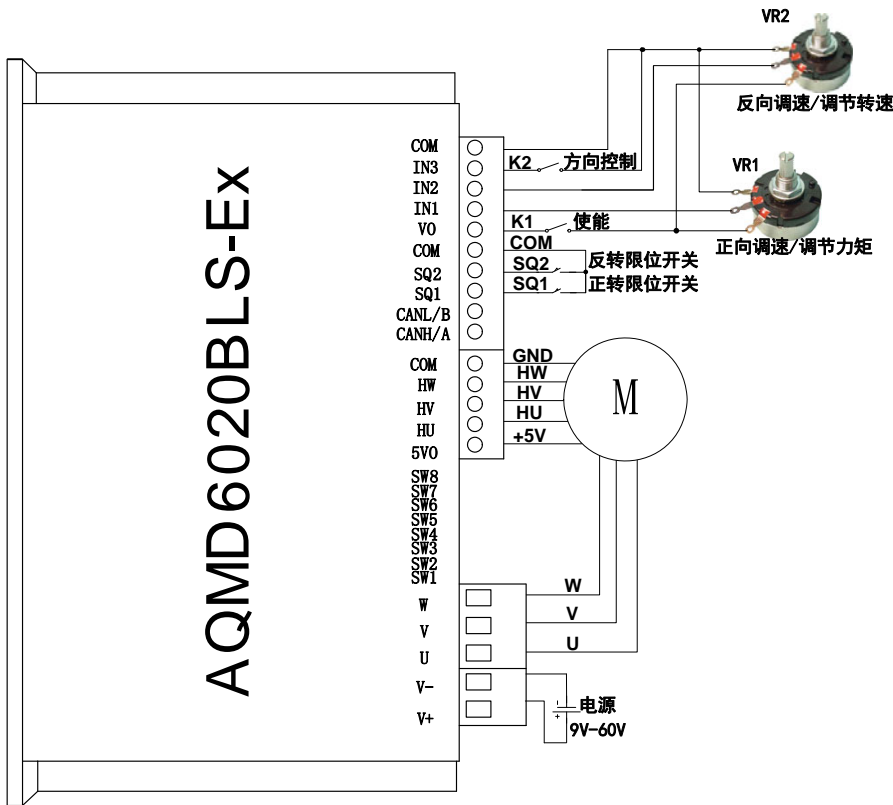 VR2
反向调速/调节转速
VR1
正向调速/调节力矩
AQMD6020BLS-Ex
COM
IN3
IN2
IN1
VO
COM
SQ2
SQ1
CANL/B
CANH/A
K2 方向控制
K1 使能
COM
SQ2 反转限位开关
SQ1 正转限位开关
COM
HW
HV
HU
5VO
GND
HW
HV
HU
+5V
M
SW8
SW7
SW6
SW5
SW4
SW3
SW2
SW1
W
V
U
V-
V+
W
V
U
电源
9V-60V